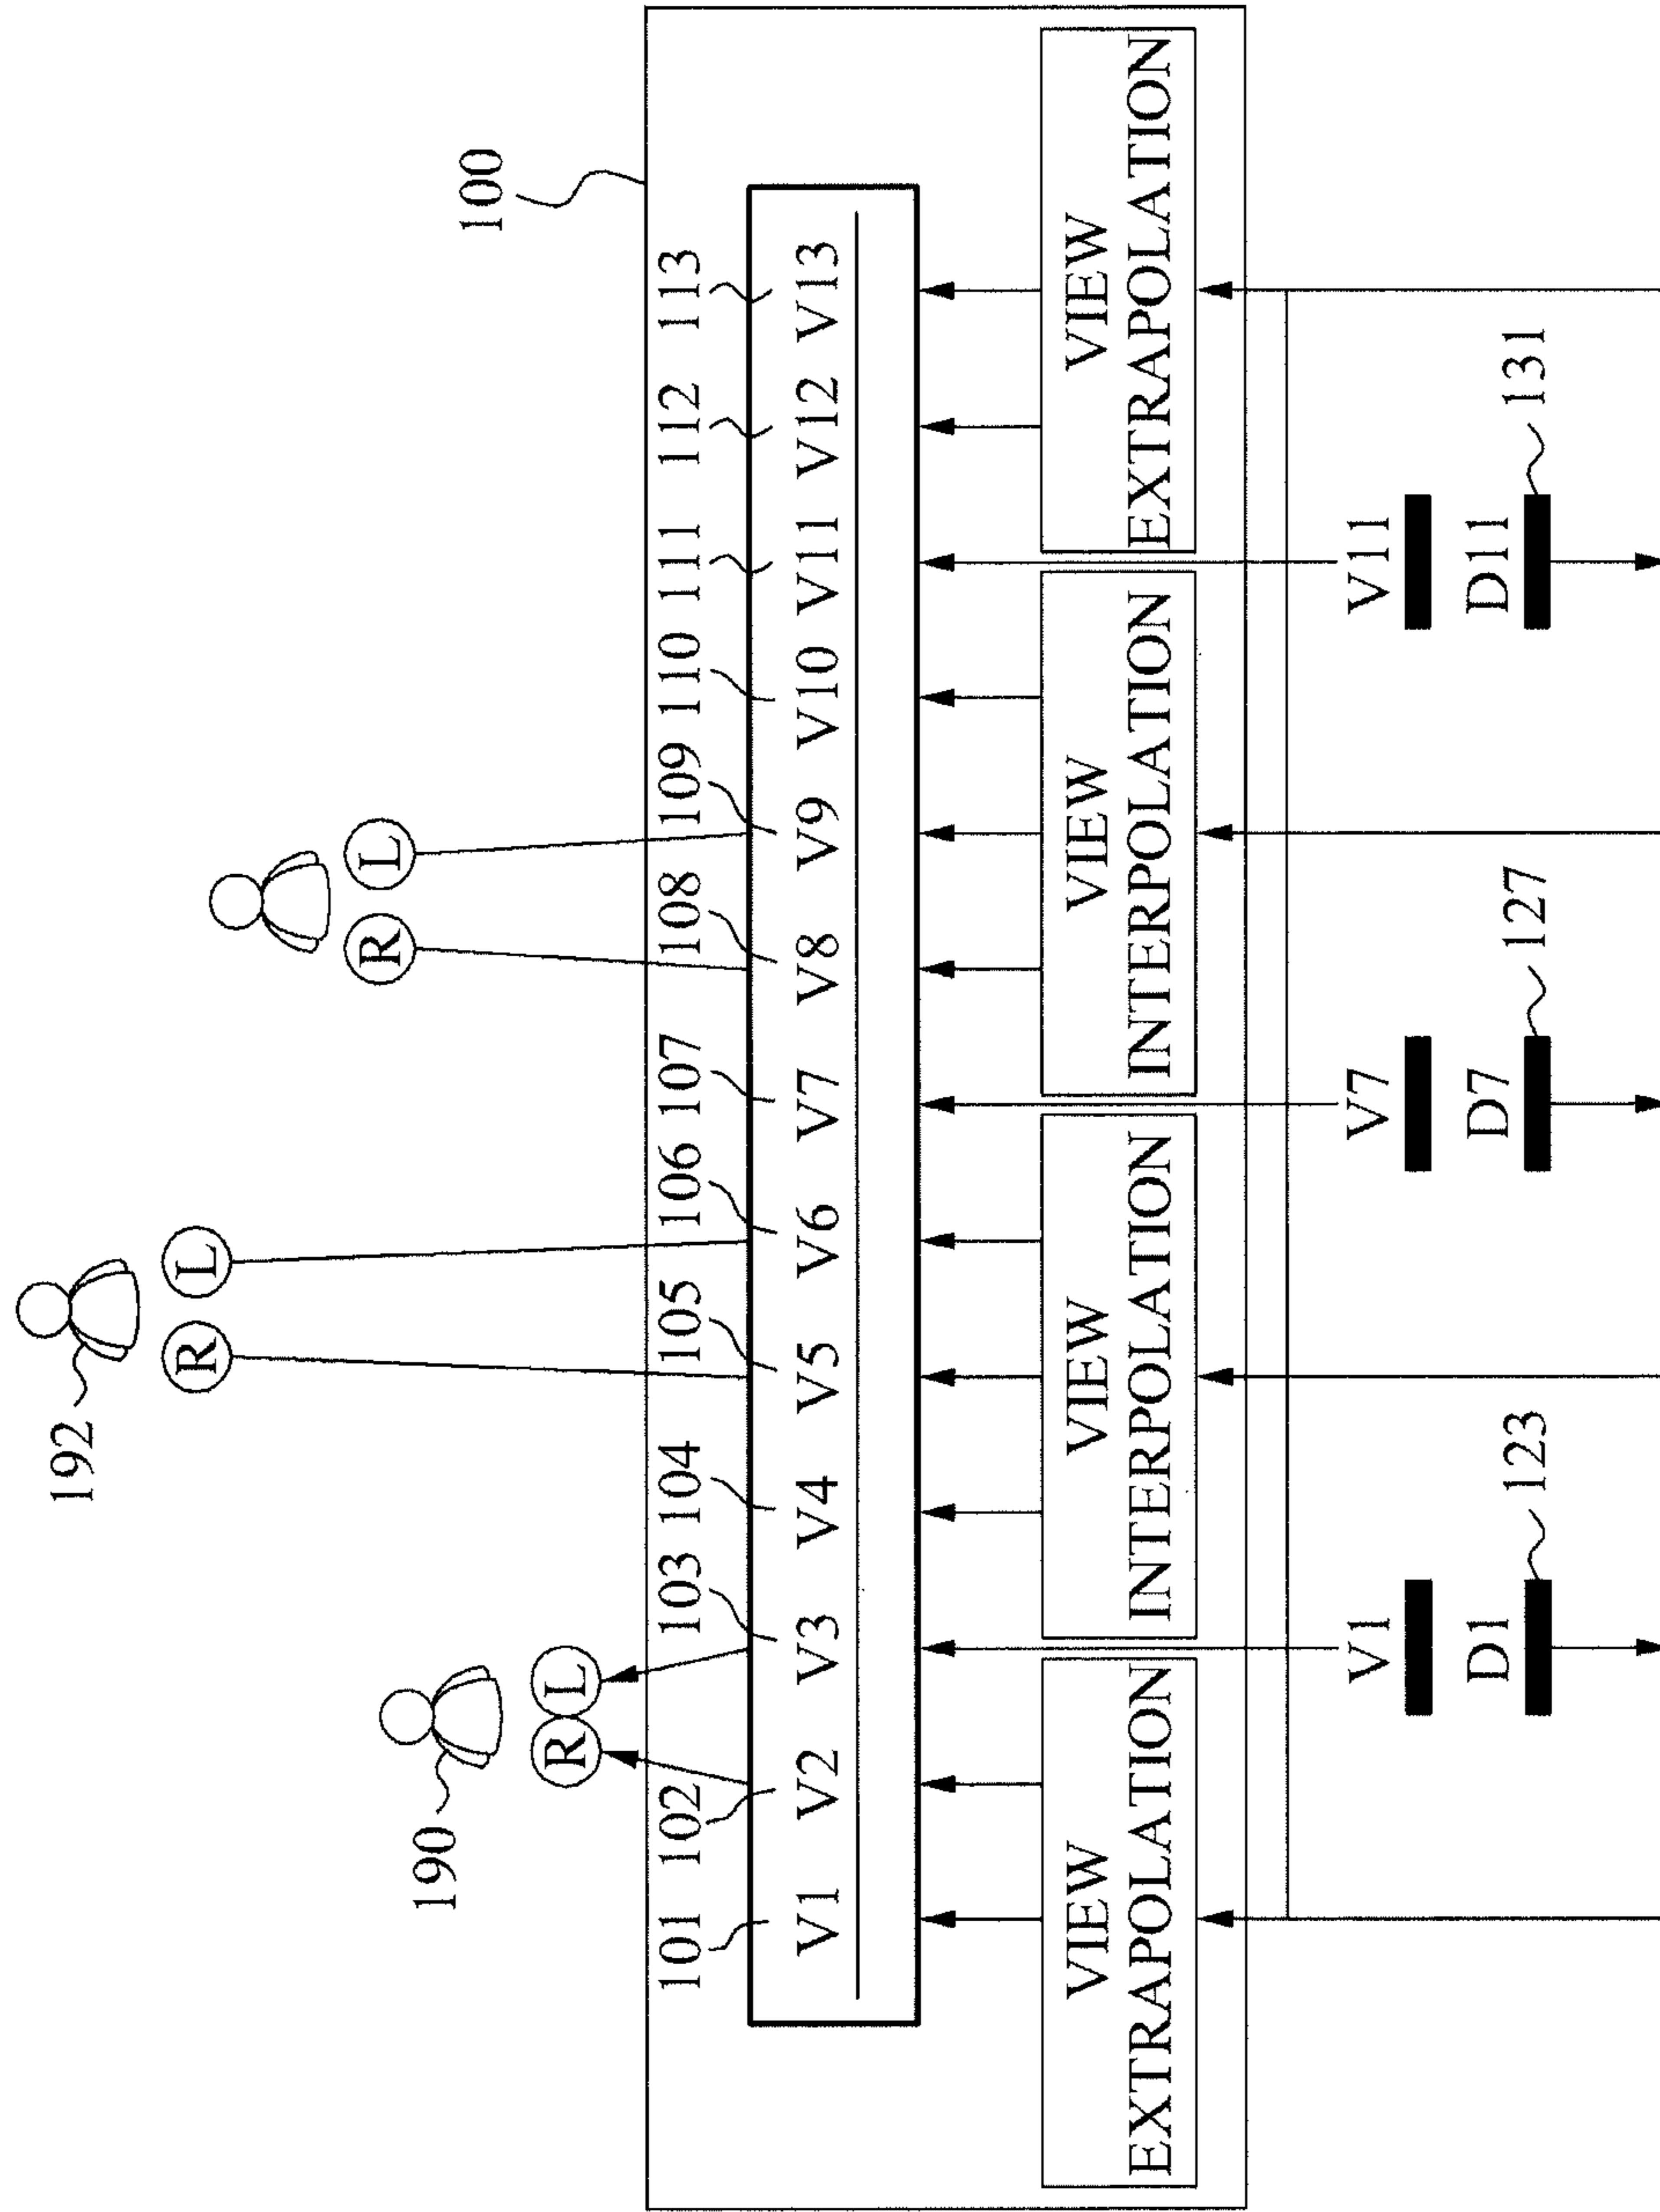 192
R L
R L
190
R L
100
101 102 103 104 105 106 107 108 109 110 111 112 113
V1 V2 V3 V4 V5 V6 V7 V8 V9 V10 V11 V12 V13
VIEW
EXTRAPOLATION
VIEW
INTERPOLATION
VIEW
INTERPOLATION
VIEW
EXTRAPOLATION
V1 V7 V11
D1 123 D7 127 D11 131